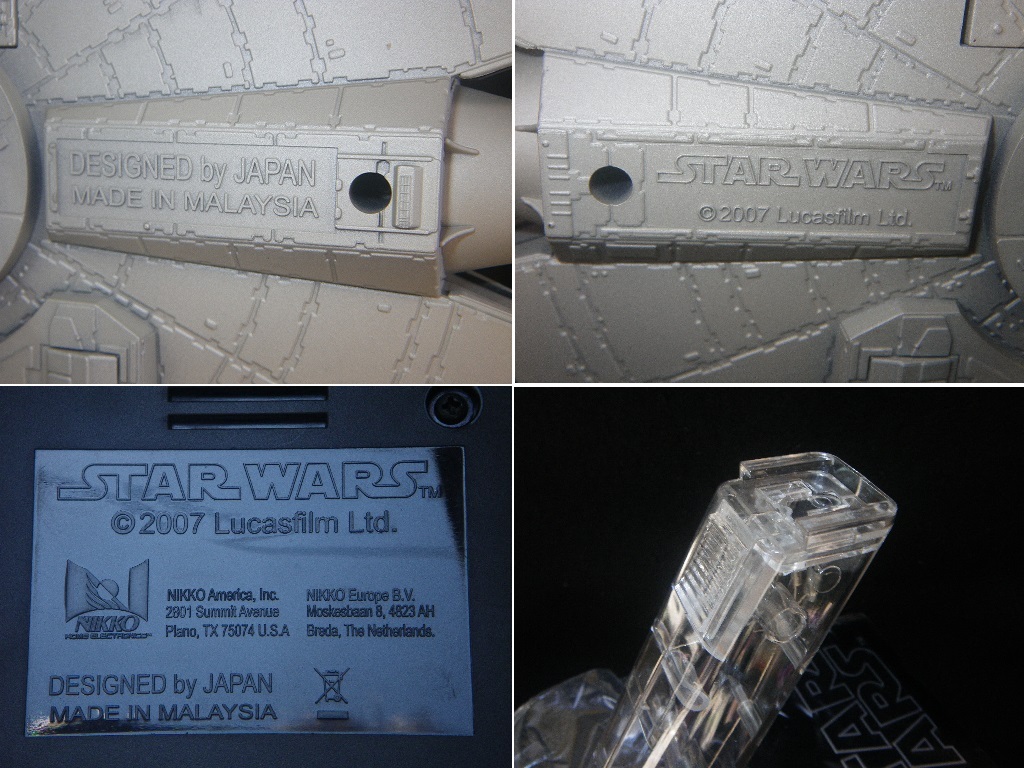 DESIGNED by JAPAN
MADE IN MALAYSIA
STAR WARS TM
©2007 Lucasfilm Ltd.
STAR WARS TM
©2007 Lucasfilm Ltd.
NIKKO
HOME ELECTRONICS
NIKKO America, Inc.
2801 Summit Avenue
Plano, TX 75074 U.S.A
NIKKO Europe B.V.
Moskesbaan 8, 4823 AH
Breda, The Netherlands.
DESIGNED by JAPAN
MADE IN MALAYSIA